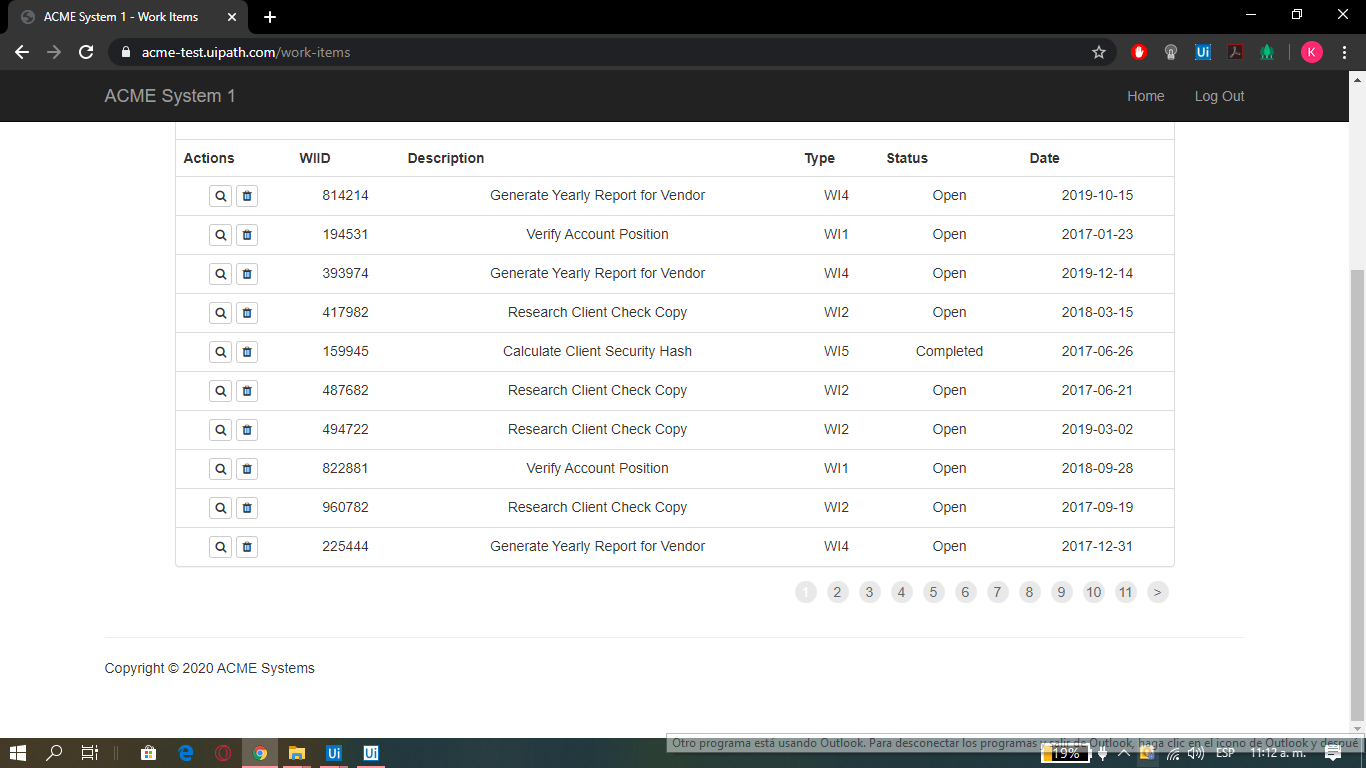 ACME System 1 - Work Items
acme-test.uipath.com/work-items
Ui
K
ACME System 1 Home Log Out
Actions WIID Description Type Status Date
814214 Generate Yearly Report for Vendor WI4 Open 2019-10-15
194531 Verify Account Position WI1 Open 2017-01-23
393974 Generate Yearly Report for Vendor WI4 Open 2019-12-14
417982 Research Client Check Copy WI2 Open 2018-03-15
159945 Calculate Client Security Hash WI5 Completed 2017-06-26
487682 Research Client Check Copy WI2 Open 2017-06-21
494722 Research Client Check Copy WI2 Open 2019-03-02
822881 Verify Account Position WI1 Open 2018-09-28
960782 Research Client Check Copy WI2 Open 2017-09-19
225444 Generate Yearly Report for Vendor WI4 Open 2017-12-31
1 2 3 4 5 6 7 8 9 10 11 >
Copyright © 2020 ACME Systems
Otro programa está usando Outlook. Para desconectar los programas y salir de Outlook, haga clic en el icono de Outlook y despué
Ui Ui 19% ESP 11:12 a. m.